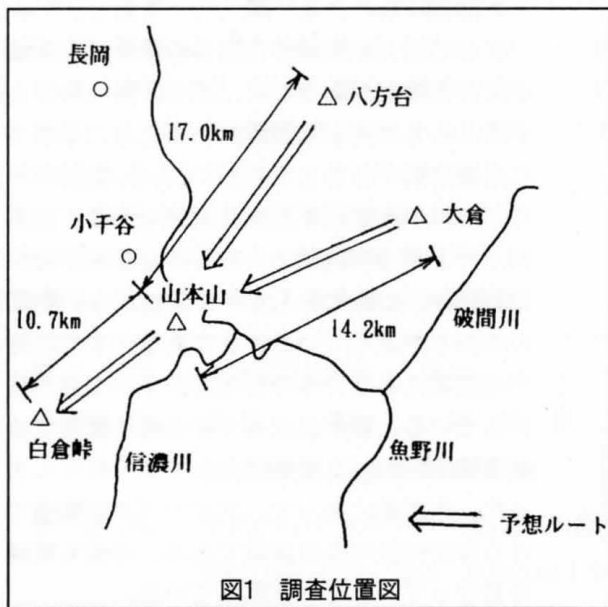 長岡
八方台
17.0km
大倉
小千谷
山本山
10.7km
14.2km
破間川
白倉峠
信濃川
魚野川
予想ルート
図1 調査位置図